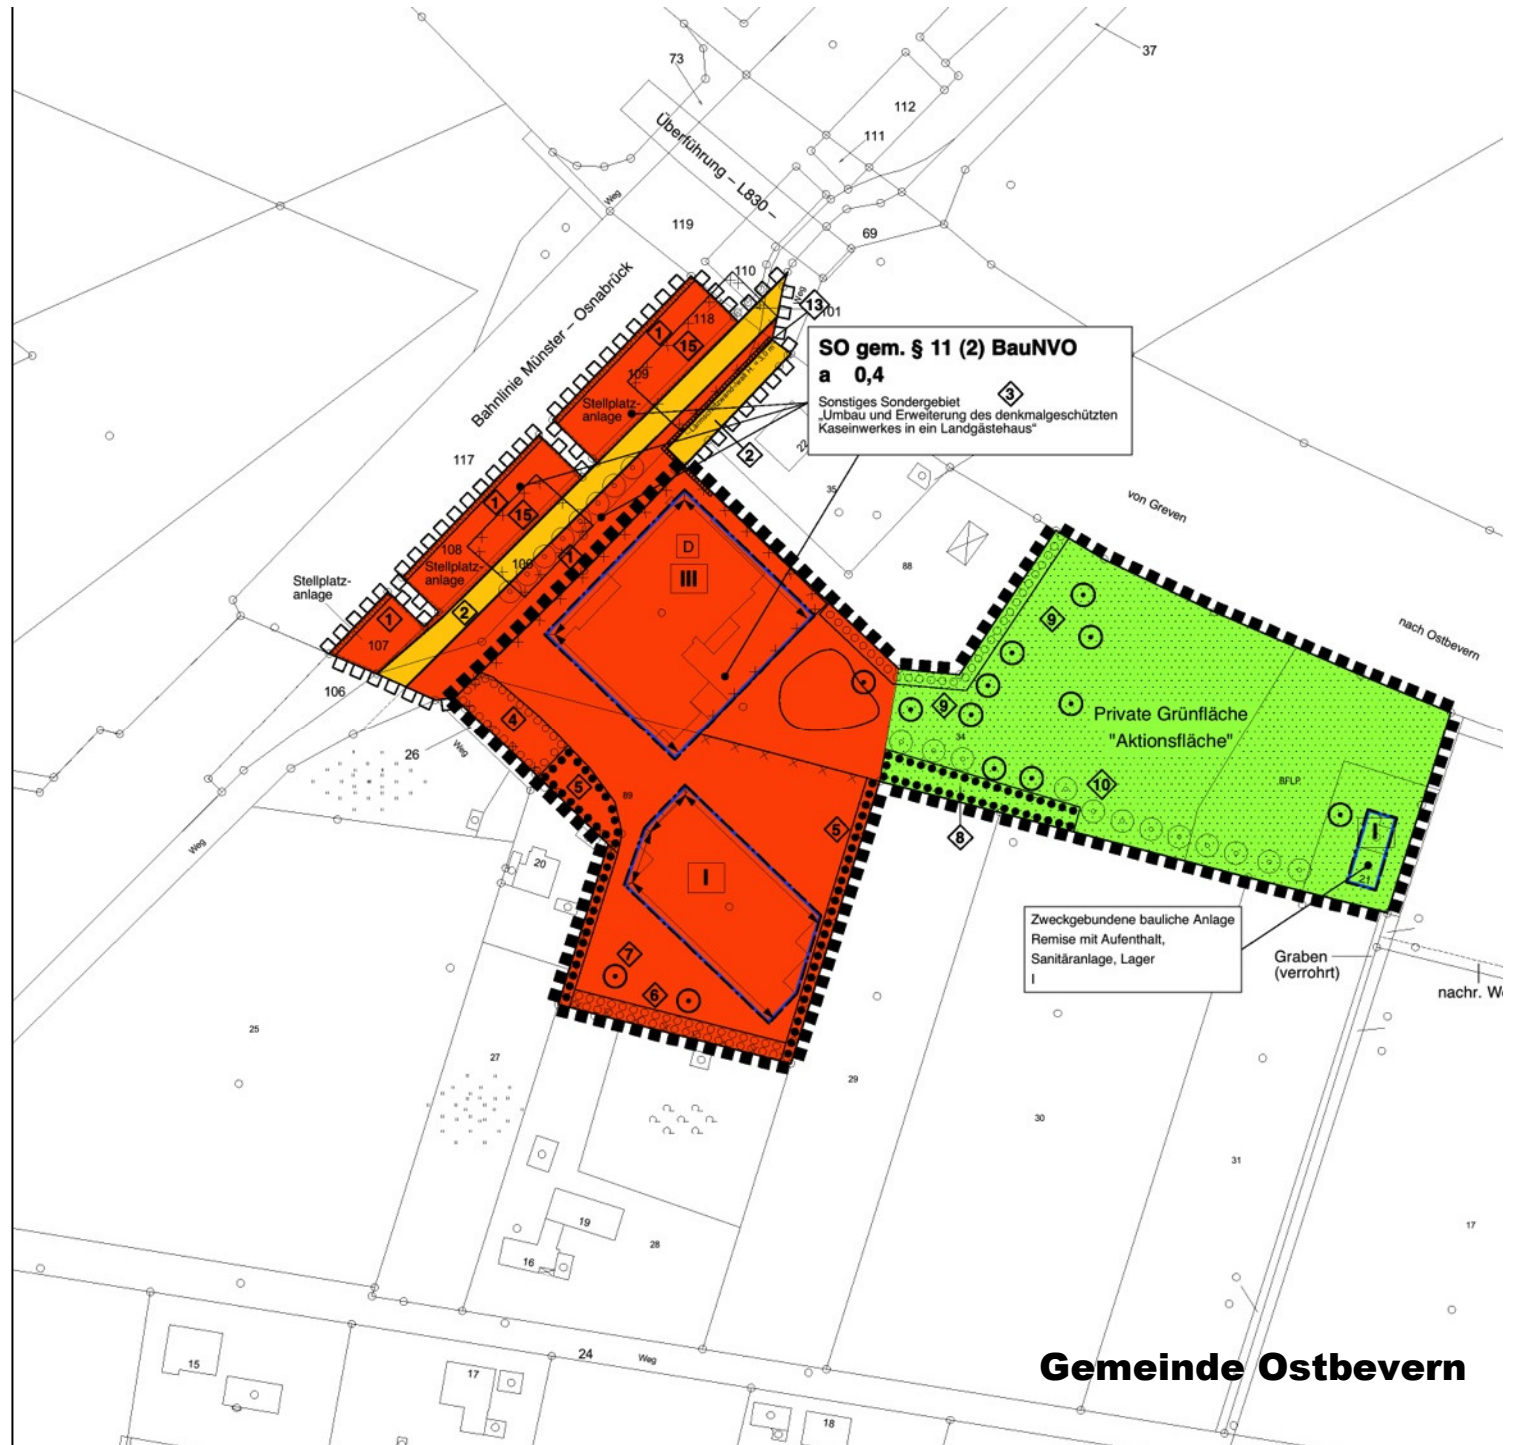 37
73
112
111
Überführung – L830 –
Weg
119
69
110
Weg
101
13
Bahnlinie Münster – Osnabrück
118
1
15
109
Stellplatz-
anlage
SO gem. § 11 (2) BauNVO
a 0,4
3
Sonstiges Sondergebiet
„Umbau und Erweiterung des denkmalgeschützten
Kaseinwerkes in ein Landgästehaus“
2
22
117
35
1
15
von Greven
108
Stellplatz-
anlage
109
1
D
III
88
Stellplatz-
anlage
1
2
107
106
9
nach Ostbevern
4
9
34
Private Grünfläche
"Aktionsfläche"
Weg
26
5
89
10
BFLP.
5
8
I
Weg
20
I
21
Zweckgebundene bauliche Anlage
Remise mit Aufenthalt,
Sanitäranlage, Lager
I
Graben
(verrohrt)
nachr. We
7
6
25
27
29
30
31
17
19
28
16
24
Weg
15
17
18
Gemeinde Ostbevern